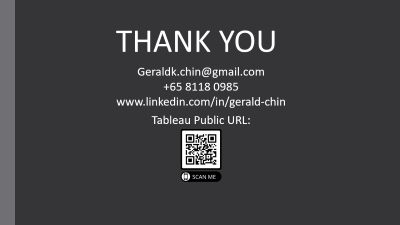 THANK YOU
Geraldk.chin@gmail.com
+65 8118 0985
www.linkedin.com/in/gerald-chin
Tableau Public URL:
SCAN ME